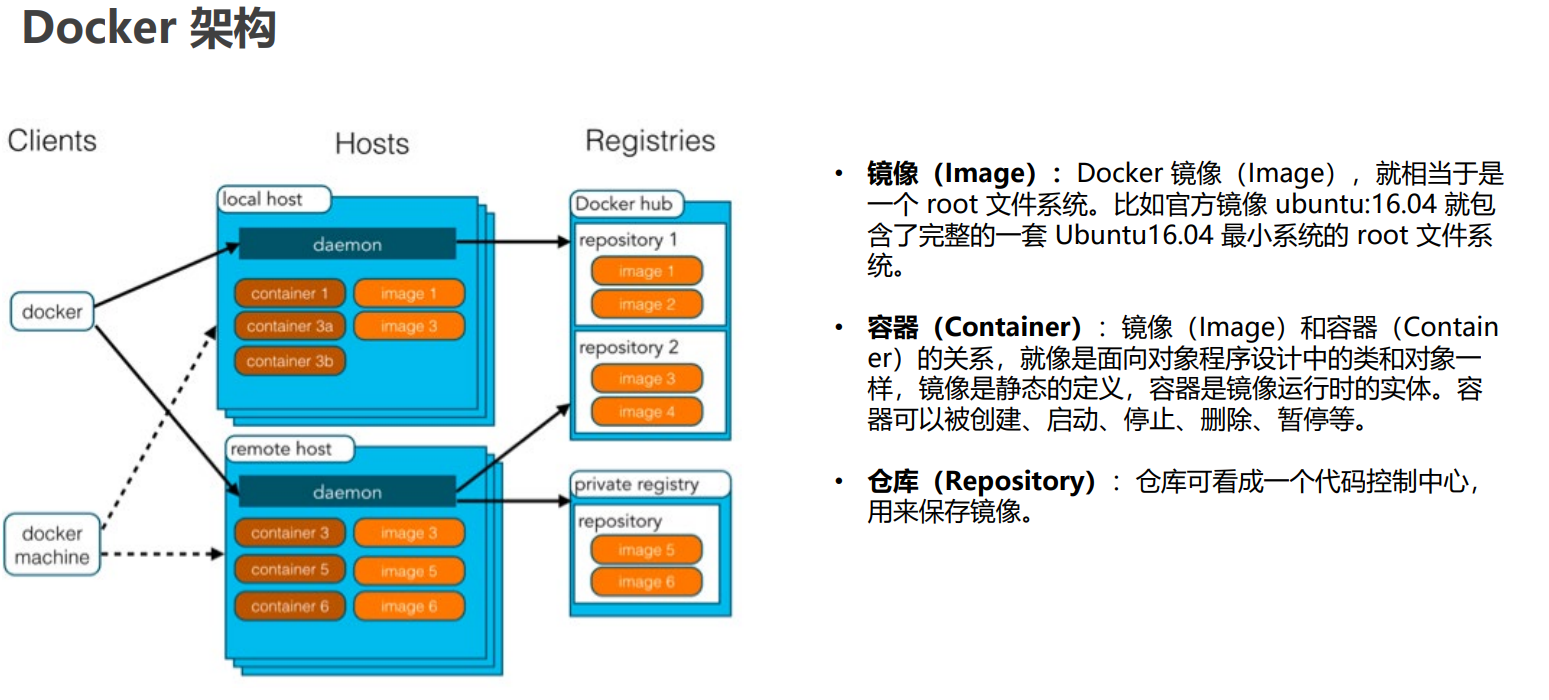 Docker 架构
Clients
Hosts
Registries
local host
daemon
container 1
image 1
container 3a
image 3
container 3b
docker
docker
machine
remote host
daemon
container 3
image 3
container 5
image 5
container 6
image 6
Docker hub
repository 1
image 1
image 2
repository 2
image 3
image 4
private registry
repository
image 5
image 6
• 镜像（Image）：Docker 镜像（Image），就相当于是
一个 root 文件系统。比如官方镜像 ubuntu:16.04 就包
含了完整的一套 Ubuntu16.04 最小系统的 root 文件系
统。
• 容器（Container）：镜像（Image）和容器（Contain
er）的关系，就像是面向对象程序设计中的类和对象一
样，镜像是静态的定义，容器是镜像运行时的实体。容
器可以被创建、启动、停止、删除、暂停等。
• 仓库（Repository）：仓库可看成一个代码控制中心，
用来保存镜像。